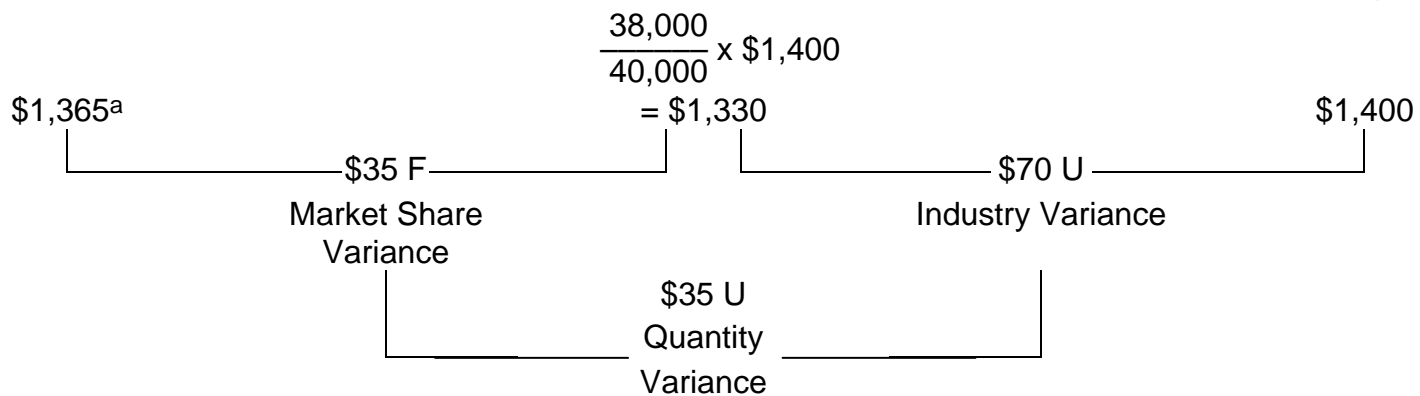 38,000
x $1,400
40,000
$1,365a = $1,330 $1,400
$35 F $70 U
Market Share Industry Variance
Variance
$35 U
Quantity
Variance